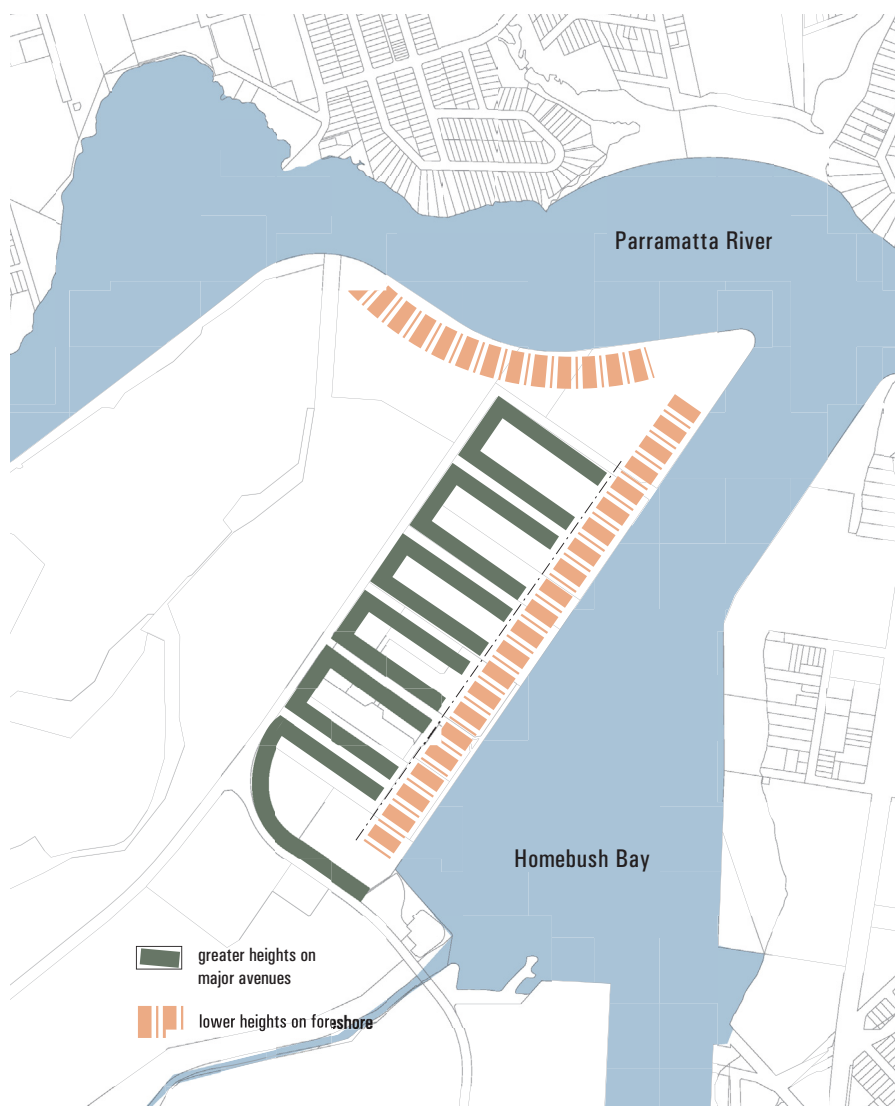 Parramatta River
Homebush Bay
greater heights on
major avenues
lower heights on foreshore